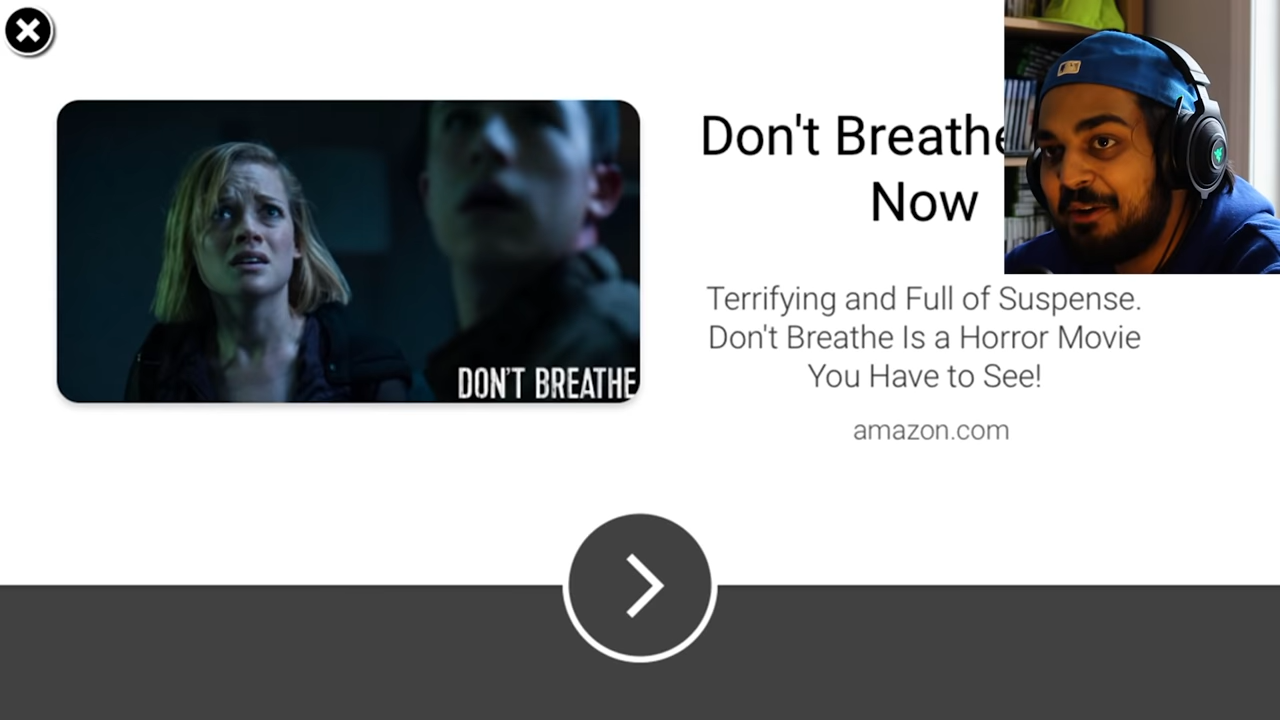 Don't Breathe
Now
Terrifying and Full of Suspense.
Don't Breathe Is a Horror Movie
You Have to See!
amazon.com
DON'T BREATHE